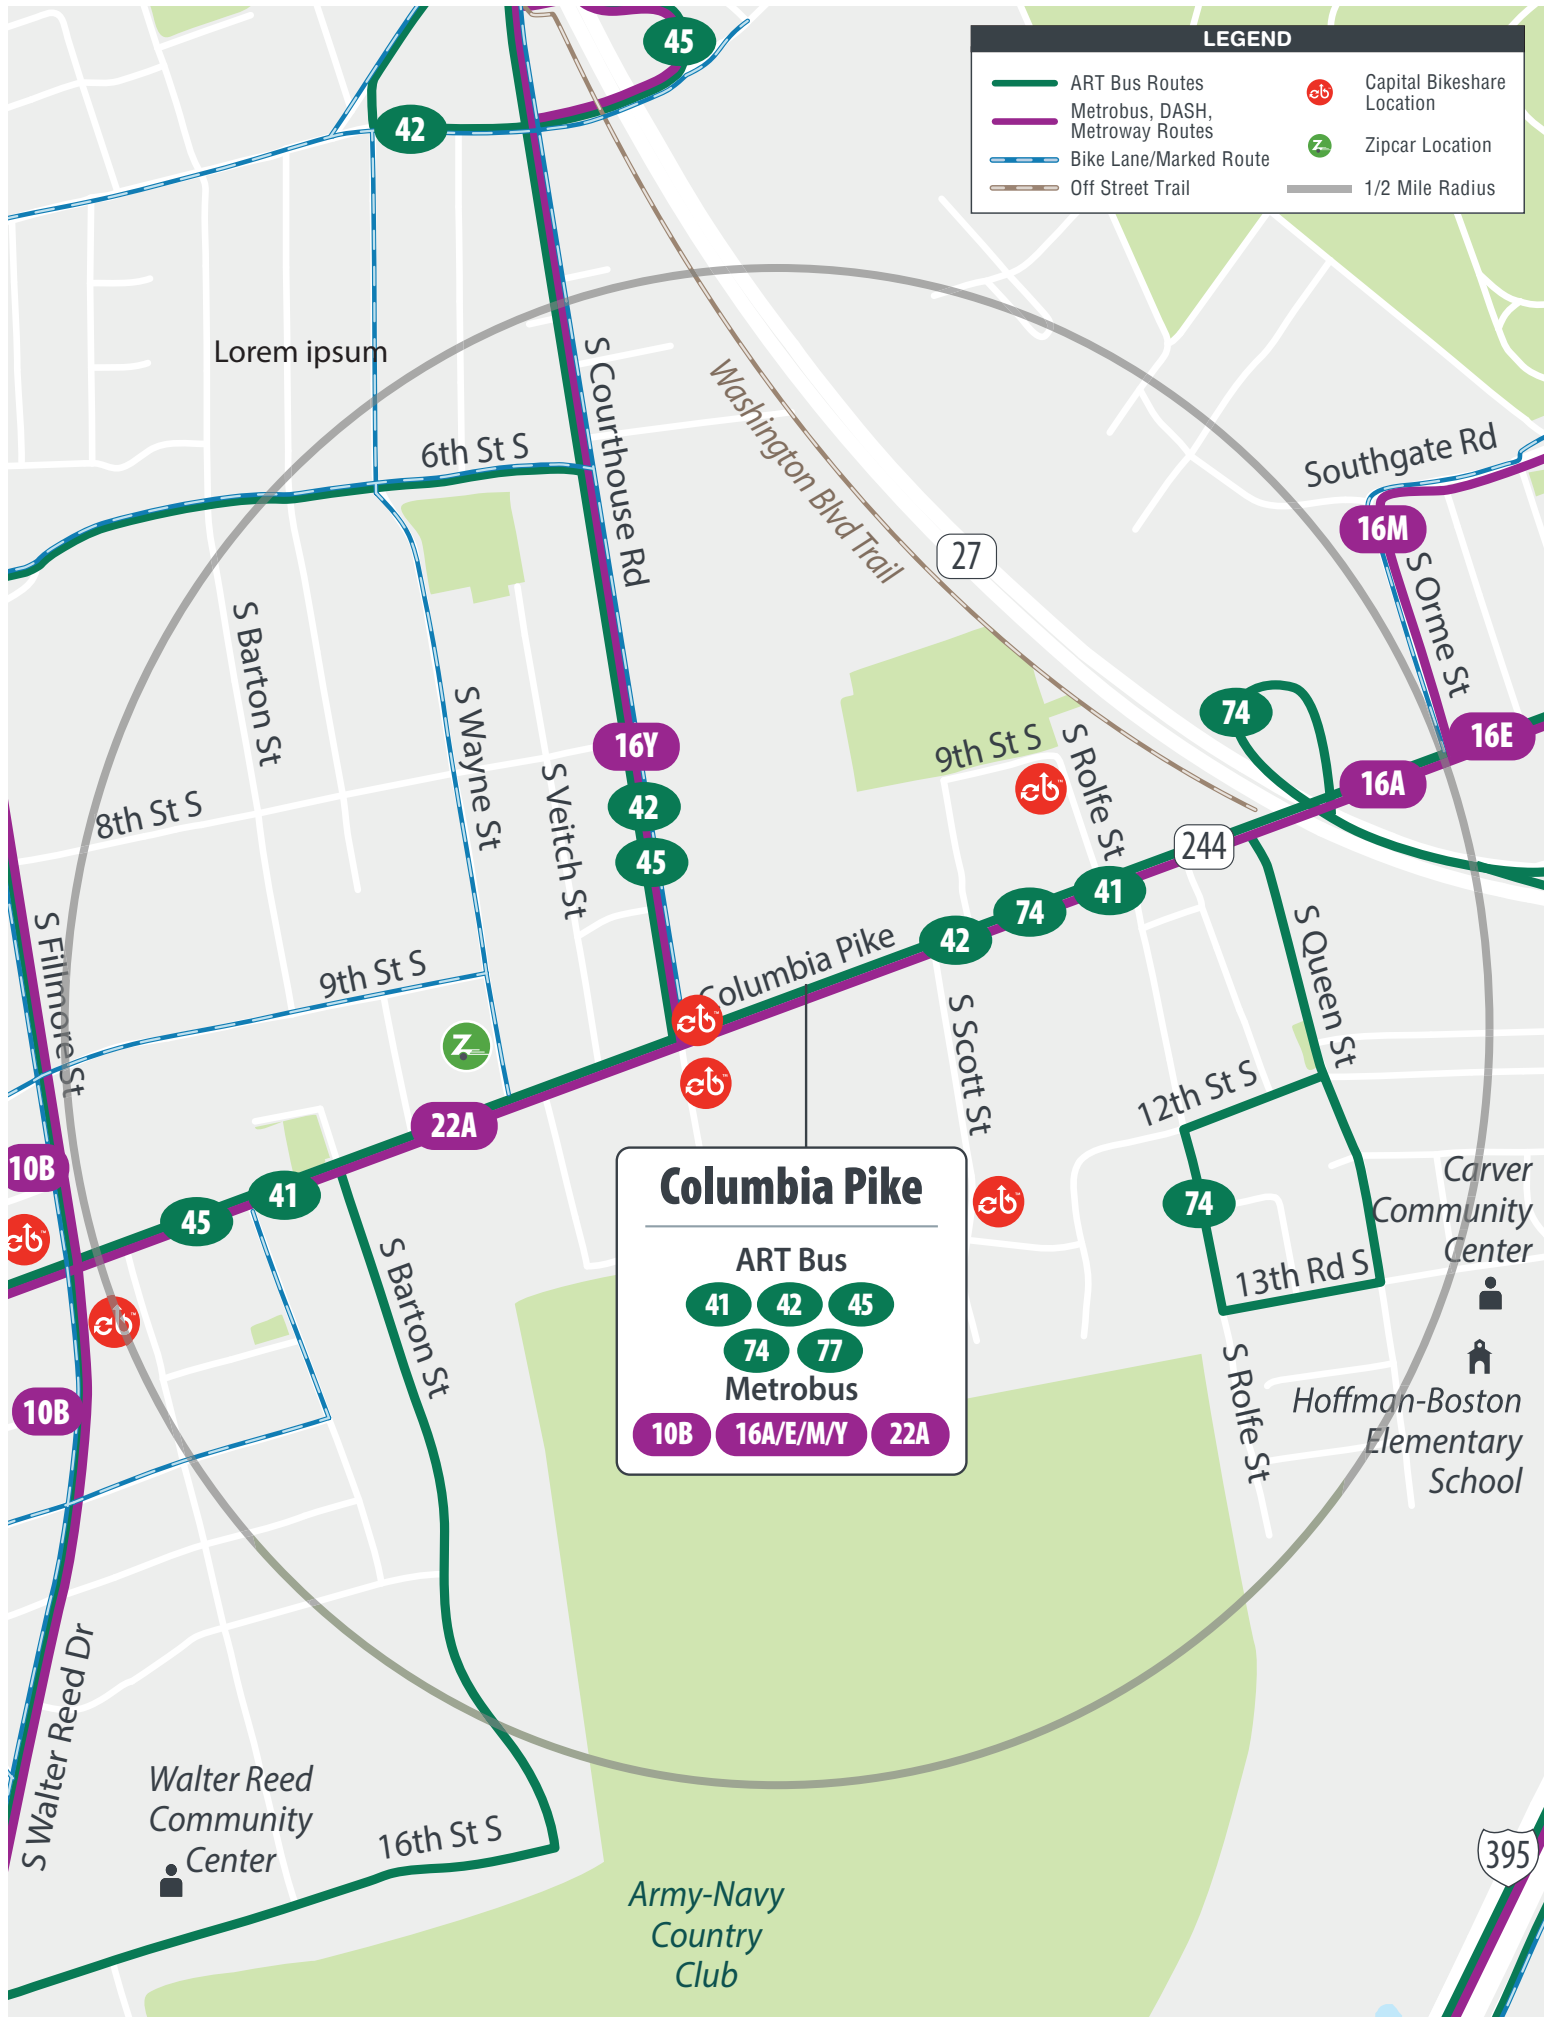 45
LEGEND
ART Bus Routes
Metrobus, DASH,
Metroway Routes
Bike Lane/Marked Route
Off Street Trail
Capital Bikeshare
Location
Zipcar Location
1/2 Mile Radius
42
Lorem ipsum
S Courthouse Rd
Washington Blvd Trail
6th St S
Southgate Rd
16M
27
S Orme St
S Barton St
S Wayne St
74
16E
16Y
9th St S
S Rolfe St
16A
S Veitch St
8th St S
42
244
45
41
74
42
S Fillmore St
Columbia Pike
S Queen St
9th St S
S Scott St
12th St S
22A
10B
Columbia Pike
ART Bus
41
42
45
74
77
Metrobus
10B
16A/E/M/Y
22A
Carver
Community
Center
74
41
45
S Barton St
13th Rd S
S Rolfe St
10B
Hoffman-Boston
Elementary
School
S Walter Reed Dr
Walter Reed
Community
Center
16th St S
395
Army-Navy
Country
Club